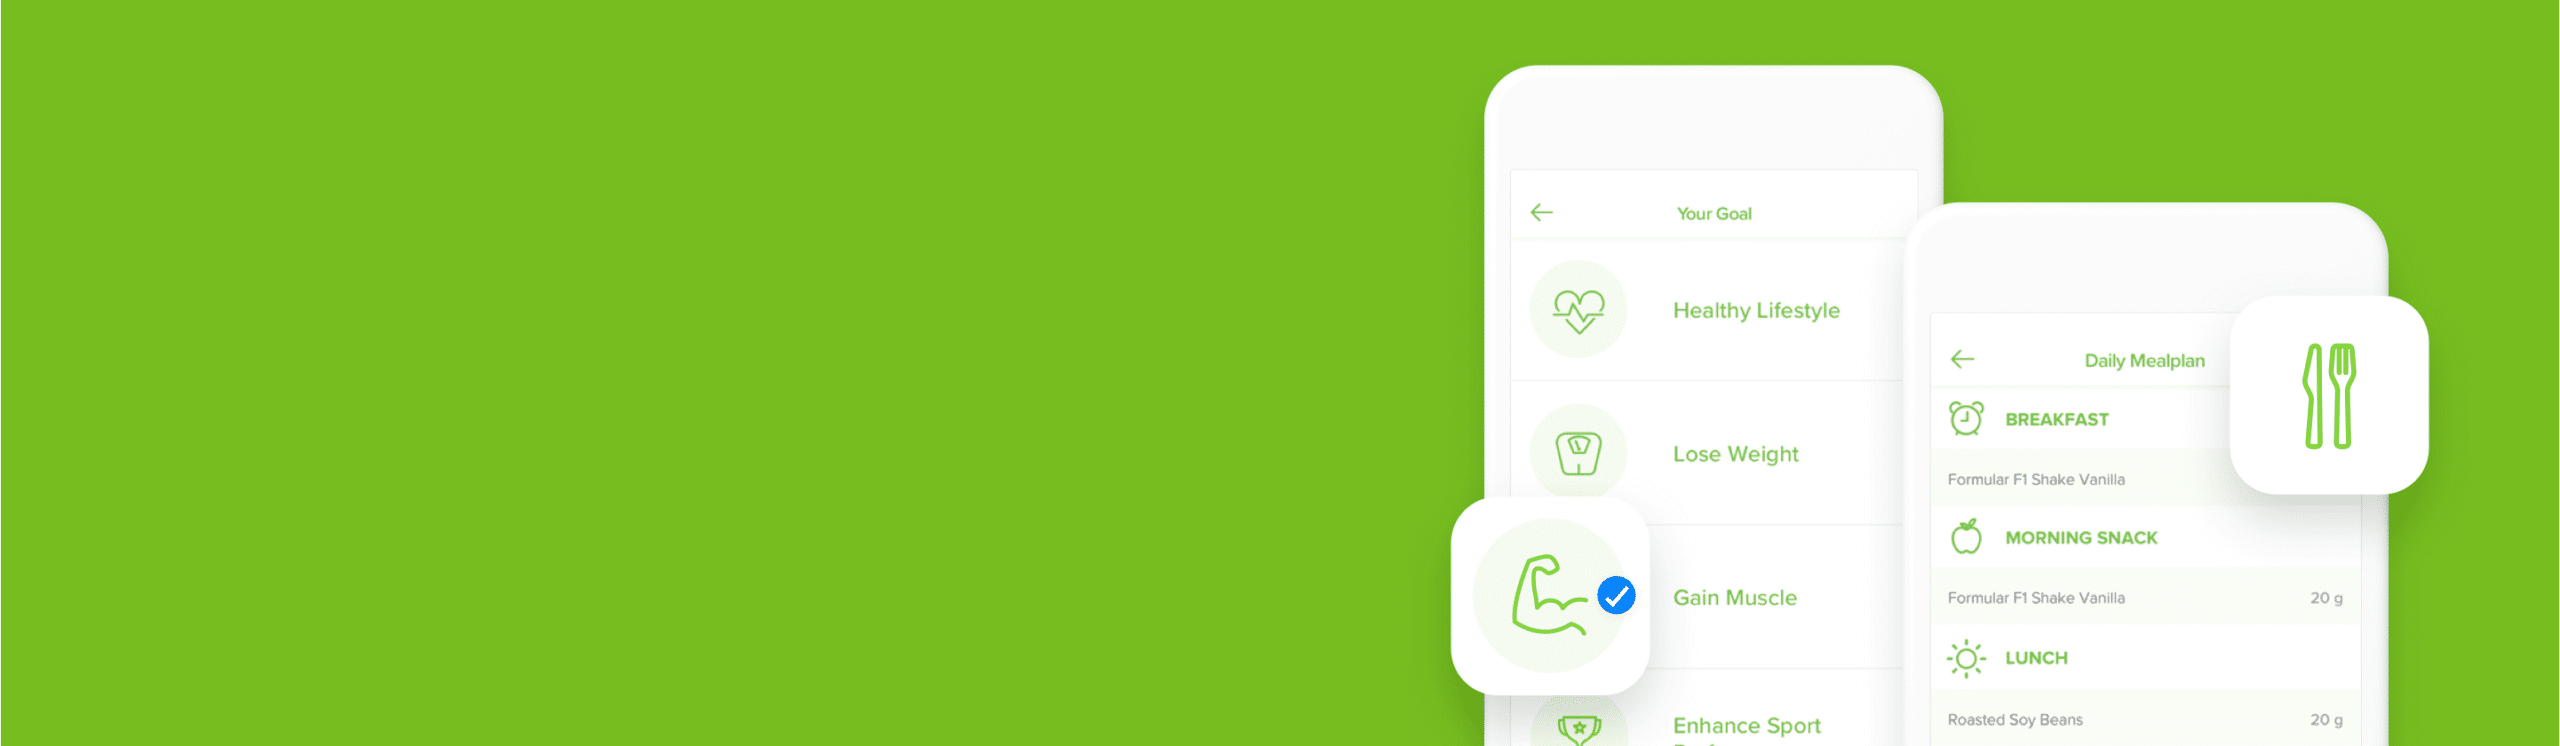 Your Goal
Healthy Lifestyle
Lose Weight
Gain Muscle
Enhance Sport
Daily Mealplan
BREAKFAST
Formular F1 Shake Vanilla
MORNING SNACK
Formular F1 Shake Vanilla 20 g
LUNCH
Roasted Soy Beans 20 g